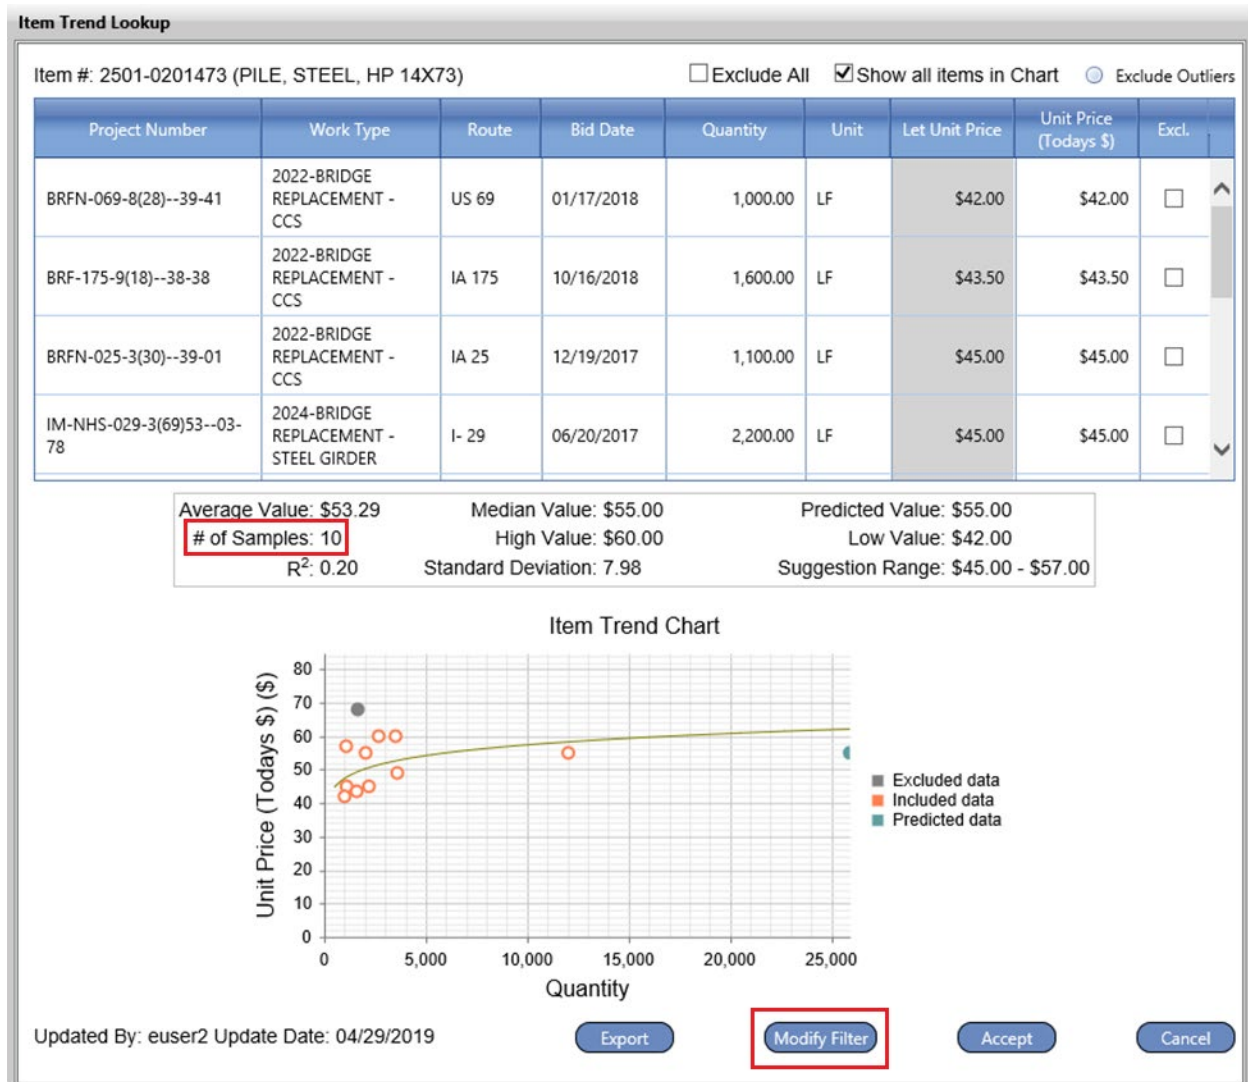 Item Trend Lookup
Item #: 2501-0201473 (PILE, STEEL, HP 14X73)
Exclude All
Show all items in Chart
Exclude Outliers
Project Number
Work Type
Route
Bid Date
Quantity
Unit
Let Unit Price
Unit Price
(Todays $)
Excl.
BRFN-069-8(28)--39-41
2022-BRIDGE
REPLACEMENT -
CCS
US 69
01/17/2018
1,000.00
LF
$42.00
$42.00
BRF-175-9(18)--38-38
2022-BRIDGE
REPLACEMENT -
CCS
IA 175
10/16/2018
1,600.00
LF
$43.50
$43.50
BRFN-025-3(30)--39-01
2022-BRIDGE
REPLACEMENT -
CCS
IA 25
12/19/2017
1,100.00
LF
$45.00
$45.00
IM-NHS-029-3(69)53--03-
78
2024-BRIDGE
REPLACEMENT -
STEEL GIRDER
I- 29
06/20/2017
2,200.00
LF
$45.00
$45.00
Average Value: $53.29
Median Value: $55.00
Predicted Value: $55.00
# of Samples: 10
High Value: $60.00
Low Value: $42.00
R²: 0.20
Standard Deviation: 7.98
Suggestion Range: $45.00 - $57.00
Item Trend Chart
Unit Price (Todays $) ($)
80
70
60
50
40
30
20
10
0
0
5,000
10,000
15,000
20,000
25,000
Quantity
Excluded data
Included data
Predicted data
Updated By: euser2 Update Date: 04/29/2019
Export
Modify Filter
Accept
Cancel